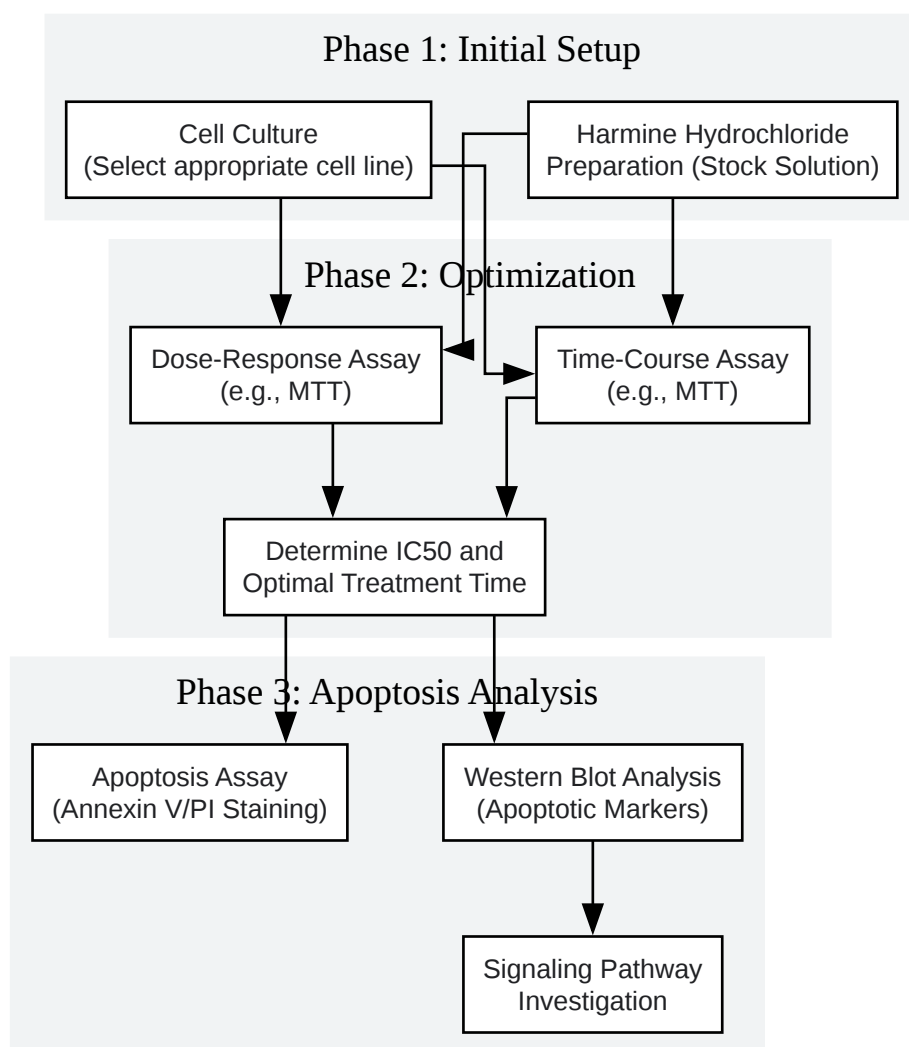 Phase 1: Initial Setup
Cell Culture
(Select appropriate cell line)
Harmine Hydrochloride
Preparation (Stock Solution)
Phase 2: Optimization
Dose-Response Assay
(e.g., MTT)
Time-Course Assay
(e.g., MTT)
Determine IC50 and
Optimal Treatment Time
Phase 3: Apoptosis Analysis
Apoptosis Assay
(Annexin V/PI Staining)
Western Blot Analysis
(Apoptotic Markers)
Signaling Pathway
Investigation